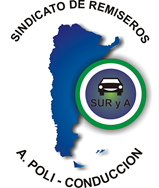 SINDICATO DE REMISEROS
SUR y A
A. POLI - CONDUCCION